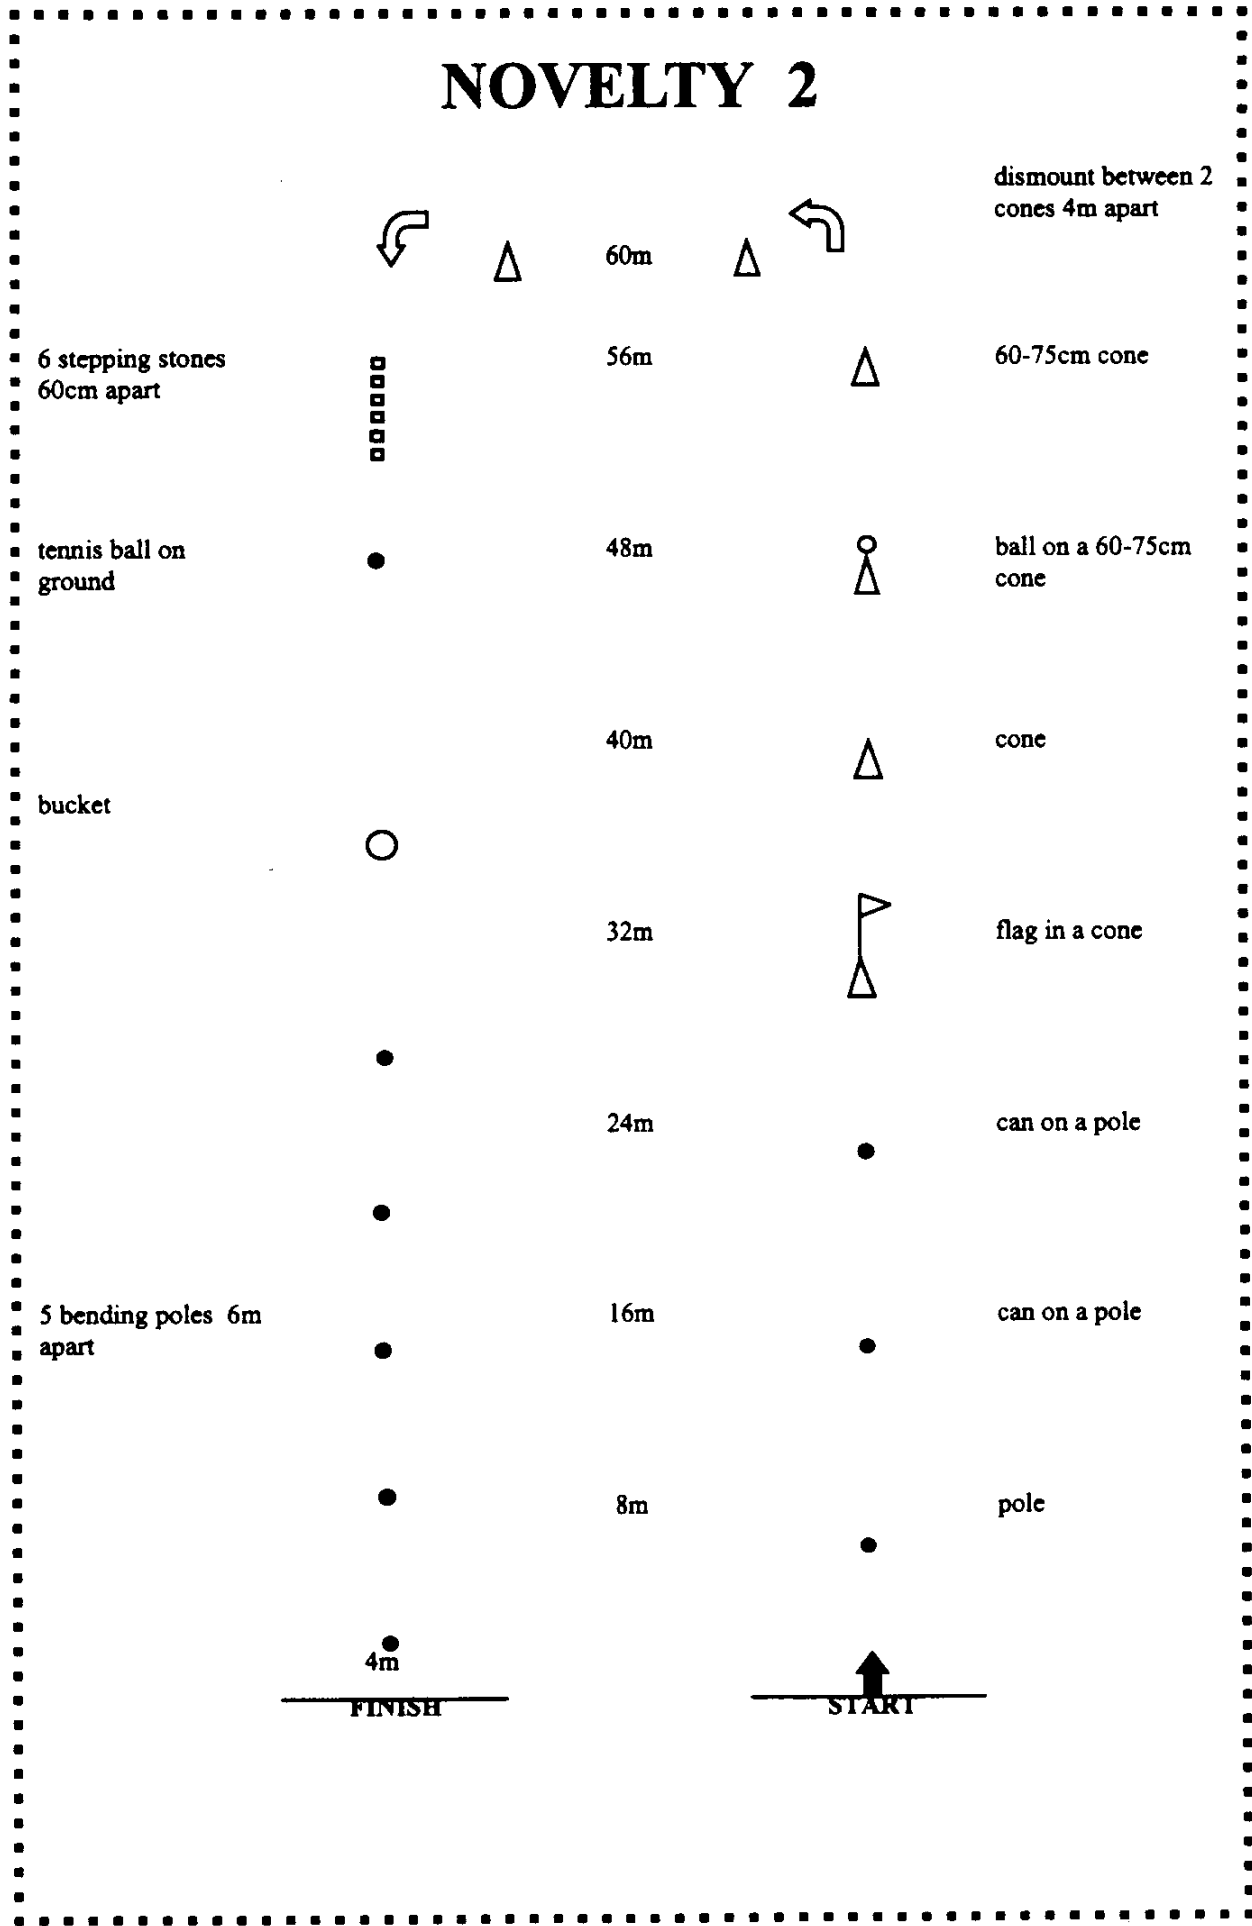 NOVELTY 2
dismount between 2
cones 4m apart
60m
6 stepping stones
60cm apart
56m
60-75cm cone
tennis ball on
ground
48m
ball on a 60-75cm
cone
40m
cone
bucket
32m
flag in a cone
24m
can on a pole
5 bending poles 6m
apart
16m
can on a pole
8m
pole
4m
FINISH
START